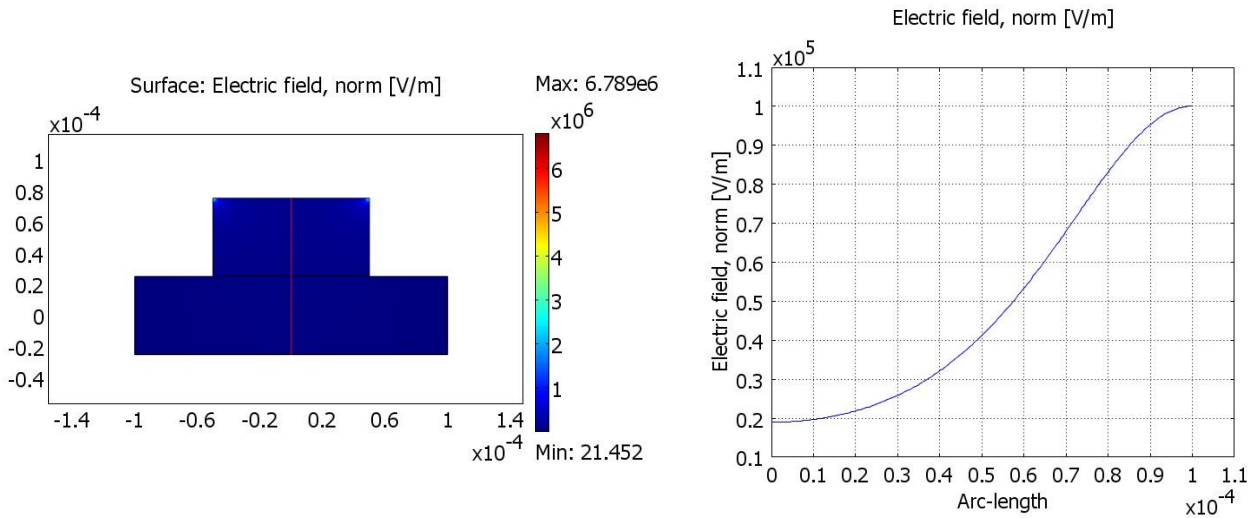 Surface: Electric field, norm [V/m]
Max: 6.789e6
x10-4
x10^6
1
0.8
0.6
0.4
0.2
0
-0.2
-0.4
6
5
4
3
2
1
-1.4 -1 -0.6 -0.2 0.2 0.6 1 1.4
x10-4
Min: 21.452
Electric field, norm [V/m]
x10^5
1.1
1
0.9
0.8
0.7
0.6
0.5
0.4
0.3
0.2
0.1
Electric field, norm [V/m]
0 0.1 0.2 0.3 0.4 0.5 0.6 0.7 0.8 0.9 1 1.1
Arc-length
x10-4